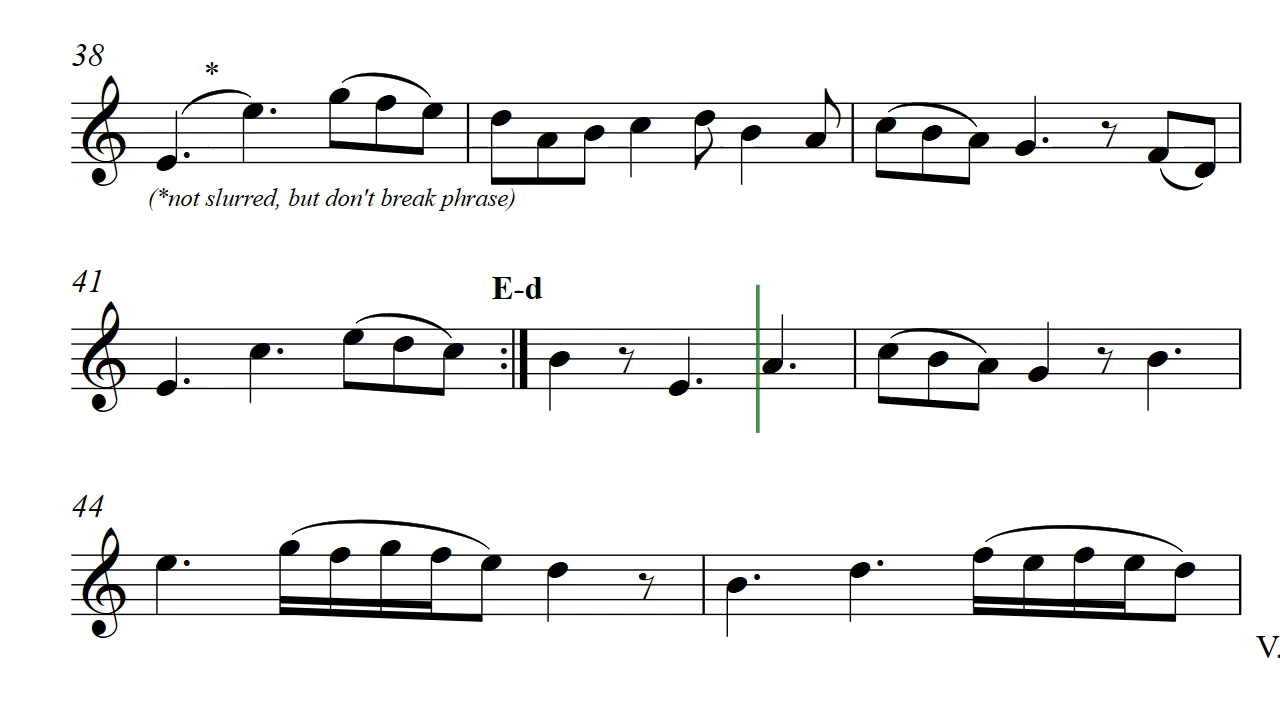 38
*
(*not slurred, but don't break phrase)
41
E-d
44
V.